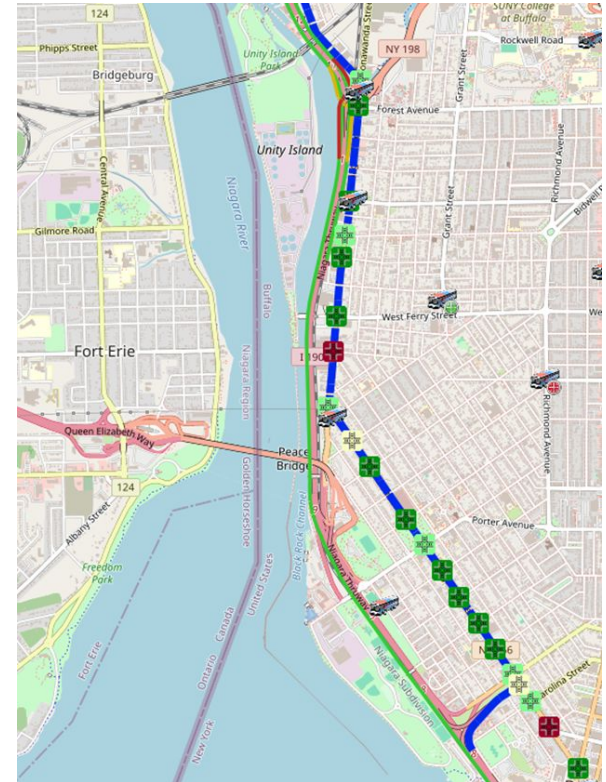 124
SUNY College
at Buffalo
Rockwell Road
Phipps Street
NY 198
Grant Street
Unity Island
Park
Bridgeburg
Forest Avenue
Richmond Avenue
Unity Island
Central Avenue
Niagara River
Grant Street
Gilmore Road
Niagara Thruway
Buffalo
West Ferry Street
Fort Erie
Niagara Region
I 190
Richmond Avenue
Queen Elizabeth Way
Peace
Bridge
124
Golden Horseshoe
Albany Street
Black Rock Channel
Porter Avenue
Freedom
Park
Niagara Thruway
United States
Canada
Fort Erie
Ontario
Niagara Subdivision
New York